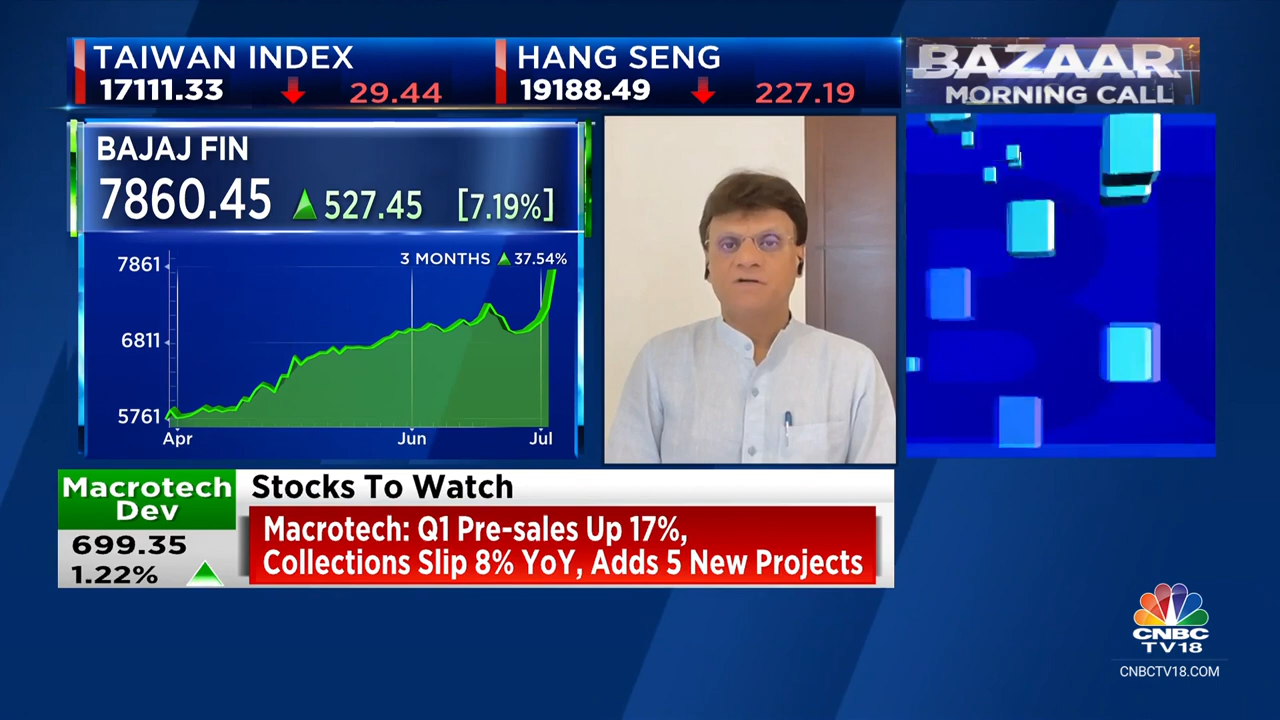 TAIWAN INDEX
17111.33 29.44
HANG SENG
19188.49 227.19
BAZAAR
MORNING CALL
BAJAJ FIN
7860.45 527.45 [7.19%]
3 MONTHS 37.54%
7861
6811
5761
Apr Jun Jul
Macrotech
Dev
699.35
1.22%
Stocks To Watch
Macrotech: Q1 Pre-sales Up 17%,
Collections Slip 8% YoY, Adds 5 New Projects
CNBC
TV18
CNBCTV18.COM